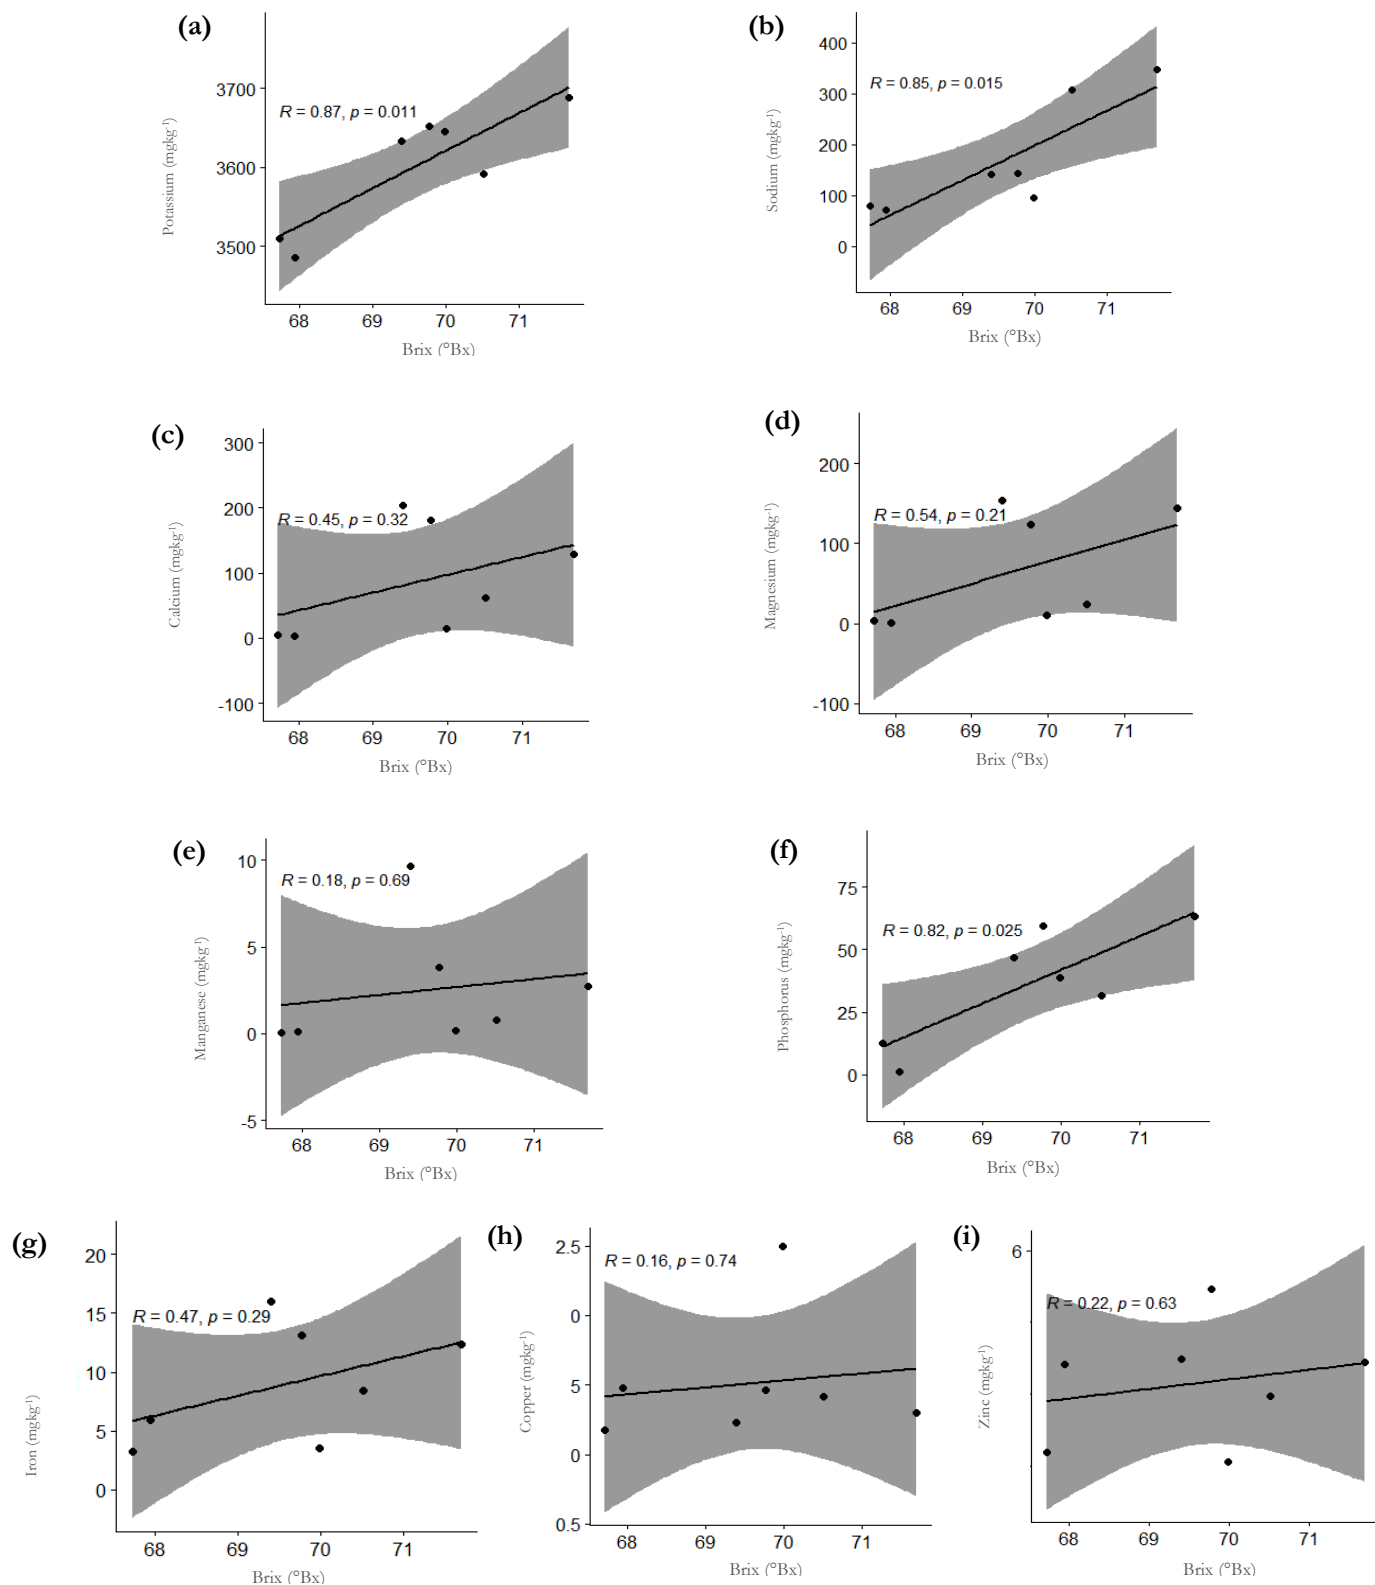 (a)
R = 0.87, p = 0.011
Potassium (mgkg-1)
3700
3600
3500
68 69 70 71
Brix (°Bx)
(b)
R = 0.85, p = 0.015
Sodium (mgkg-1)
400
300
200
100
0
68 69 70 71
Brix (°Bx)
(c)
R = 0.45, p = 0.32
Calcium (mgkg-1)
300
200
100
0
-100
68 69 70 71
Brix (°Bx)
(d)
R = 0.54, p = 0.21
Magnesium (mgkg-1)
200
100
0
-100
68 69 70 71
Brix (°Bx)
(e)
R = 0.18, p = 0.69
Manganese (mgkg-1)
10
5
0
-5
68 69 70 71
Brix (°Bx)
(f)
R = 0.82, p = 0.025
Phosphorus (mgkg-1)
75
50
25
0
68 69 70 71
Brix (°Bx)
(g)
R = 0.47, p = 0.29
Iron (mgkg-1)
20
15
10
5
0
68 69 70 71
Brix (°Bx)
(h)
R = 0.16, p = 0.74
Copper (mgkg-1)
2.5
0
5
0
0.5
68 69 70 71
Brix (°Bx)
(i)
R = 0.22, p = 0.63
Zinc (mgkg-1)
6
68 69 70 71
Brix (°Bx)